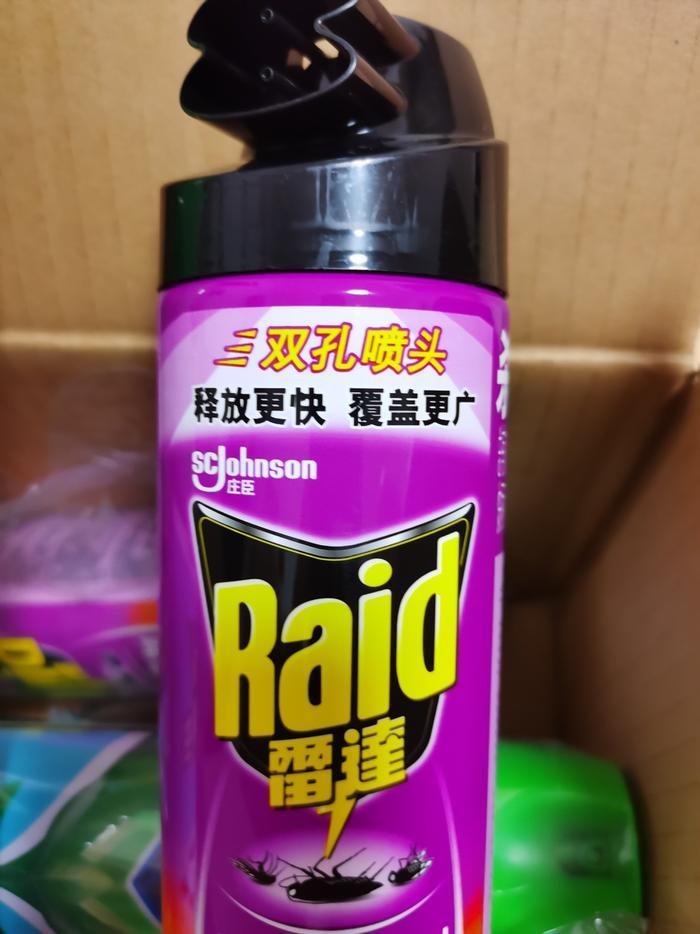 双孔喷头
释放更快 覆盖更广
scjohnson
庄臣
Raid
雷達